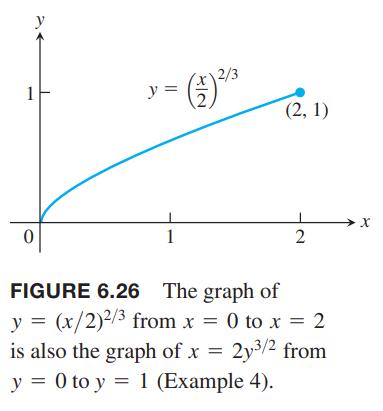 y
1
y = (x/2)^2/3
(2, 1)
x
0
1
2
FIGURE 6.26 The graph of
y = (x/2)^2/3 from x = 0 to x = 2
is also the graph of x = 2y^3/2 from
y = 0 to y = 1 (Example 4).